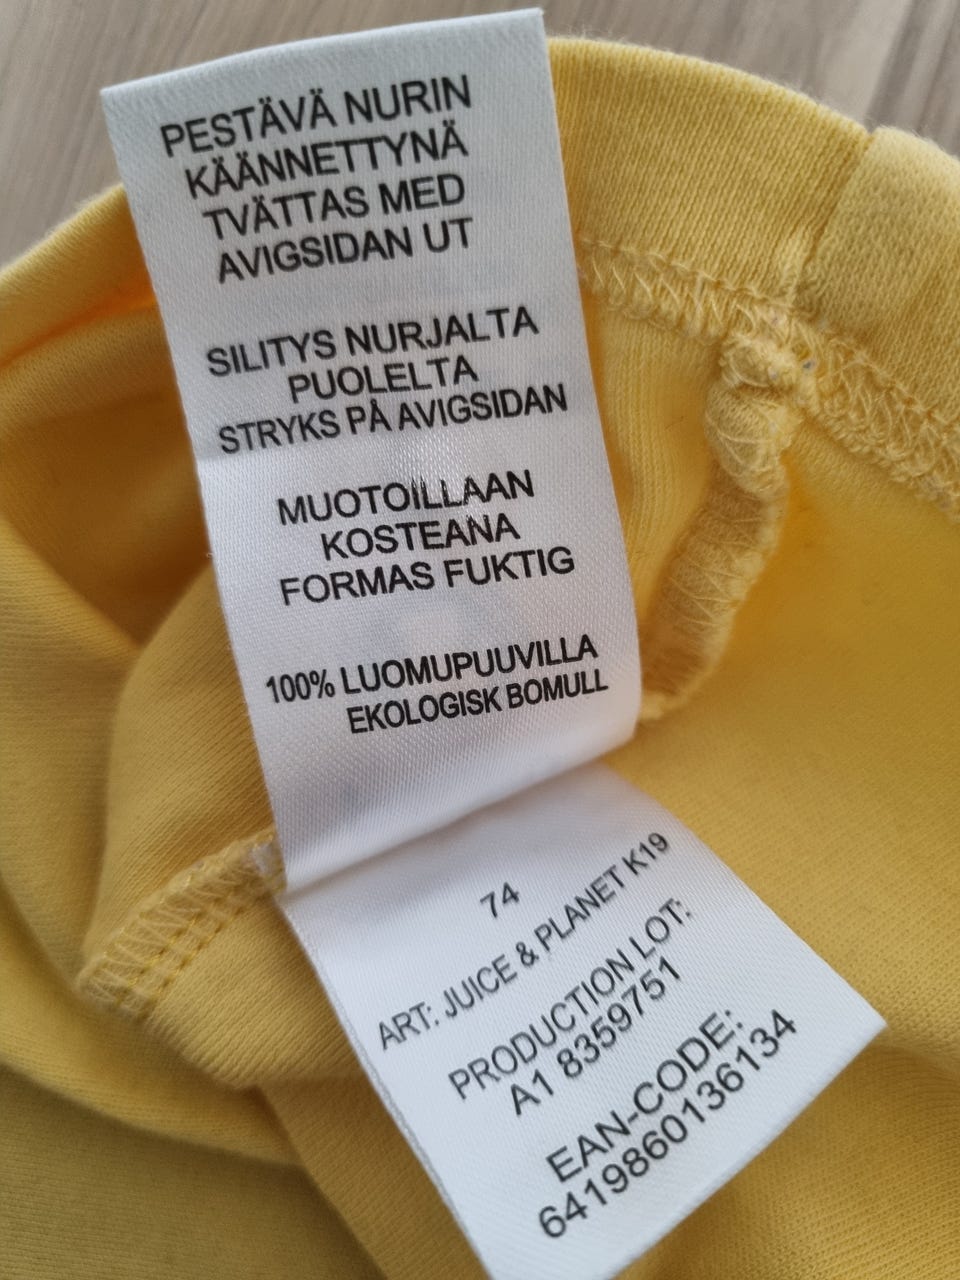 PESTÄVÄ NURIN
KÄÄNNETTYNÄ
TVÄTTAS MED
AVIGSIDAN UT
SILITYS NURJALTA
PUOLELTA
STRYKS PÅ AVIGSIDAN
MUOTOILLAAN
KOSTEANA
FORMAS FUKTIG
100% LUOMUPUUVILLA
EKOLOGISK BOMULL
74
ART: JUICE & PLANET K19
PRODUCTION LOT:
A1 8359751
EAN-CODE:
6419860136134